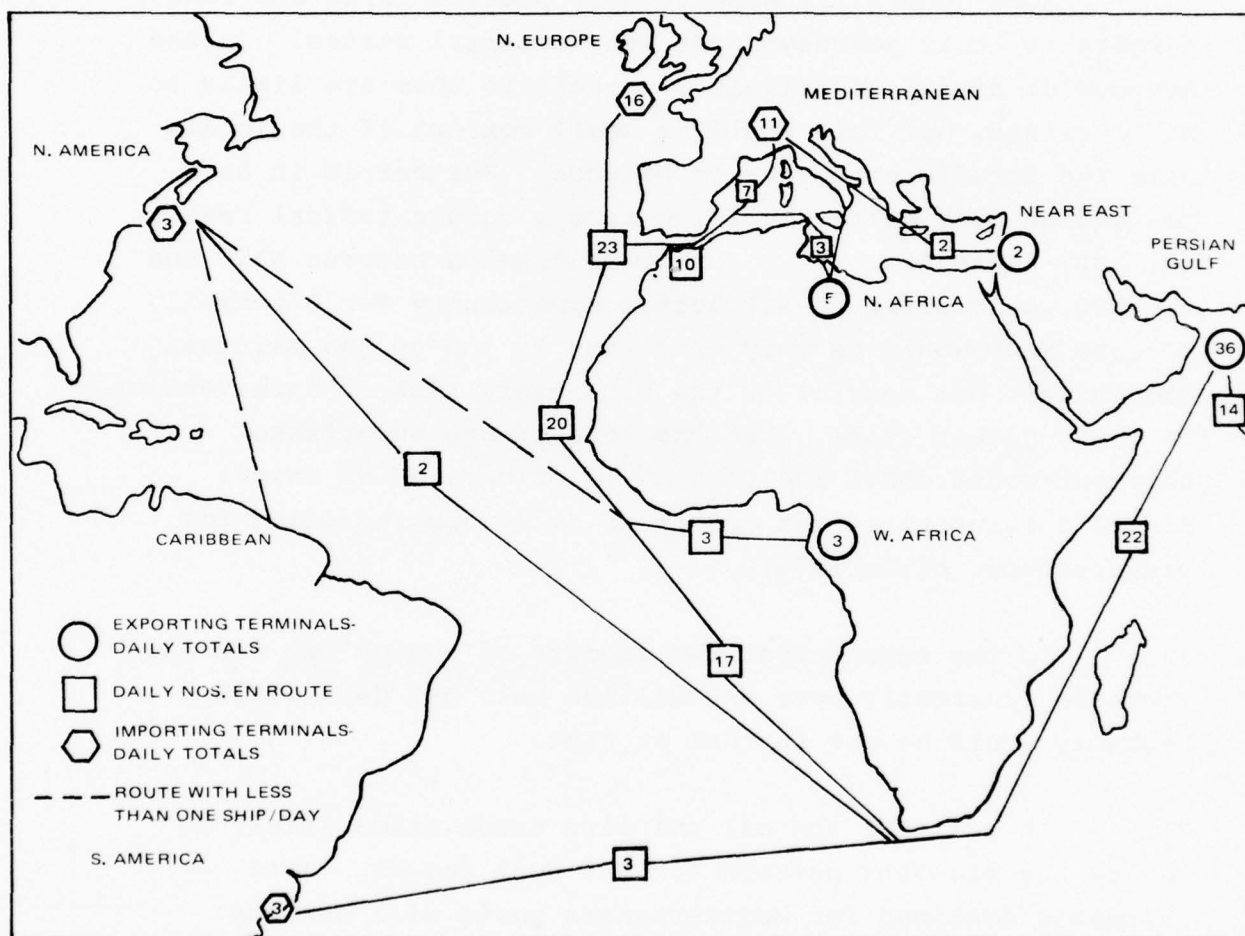 N. EUROPE
16
MEDITERRANEAN
11
N. AMERICA
3
7
NEAR EAST
23
10
3
2
2
PERSIAN
GULF
N. AFRICA
36
14
20
2
CARIBBEAN
3
3
W. AFRICA
22
EXPORTING TERMINALS-
DAILY TOTALS
DAILY NOS. EN ROUTE
17
IMPORTING TERMINALS-
DAILY TOTALS
ROUTE WITH LESS
THAN ONE SHIP/DAY
S. AMERICA
3
3